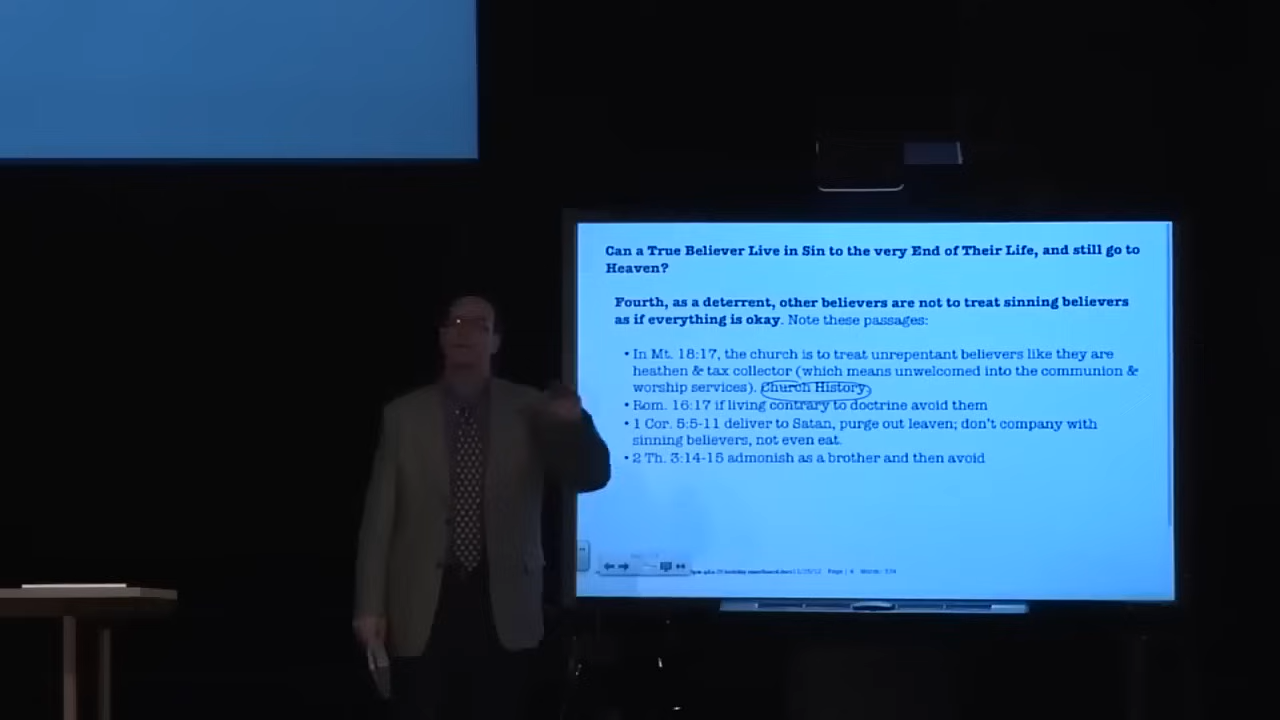 Can a True Believer Live in Sin to the very End of Their Life, and still go to
Heaven?
Fourth, as a deterrent, other believers are not to treat sinning believers
as if everything is okay. Note these passages:
• In Mt. 18:17, the church is to treat unrepentant believers like they are
heathen & tax collector (which means unwelcomed into the communion &
worship services). Church History.
• Rom. 16:17 if living contrary to doctrine avoid them
• 1 Cor. 5:5-11 deliver to Satan, purge out leaven; don't company with
sinning believers, not even eat.
• 2 Th. 3:14-15 admonish as a brother and then avoid
Page | 4 Words: